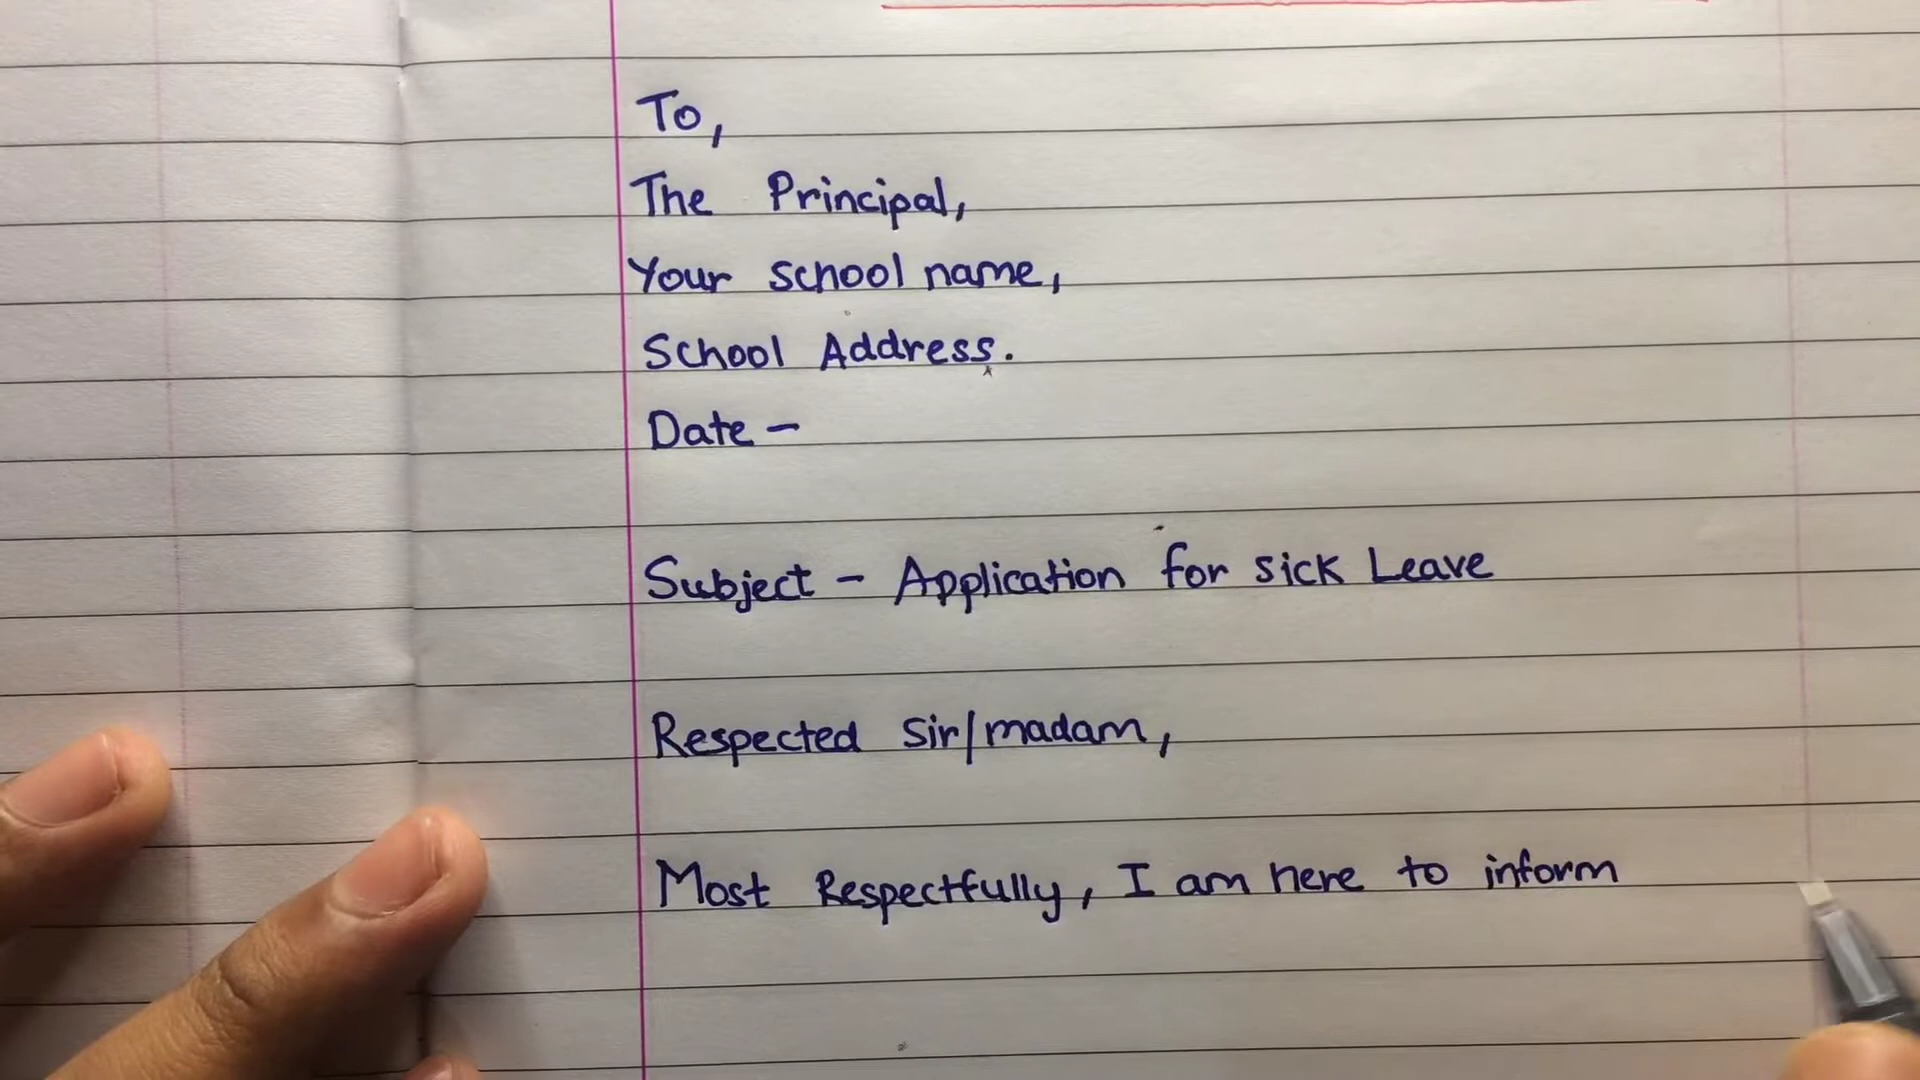 To,
The Principal,
Your School name,
School Address.
Date -
Subject - Application for sick Leave
Respected Sir/madam,
Most Respectfully, I am here to inform